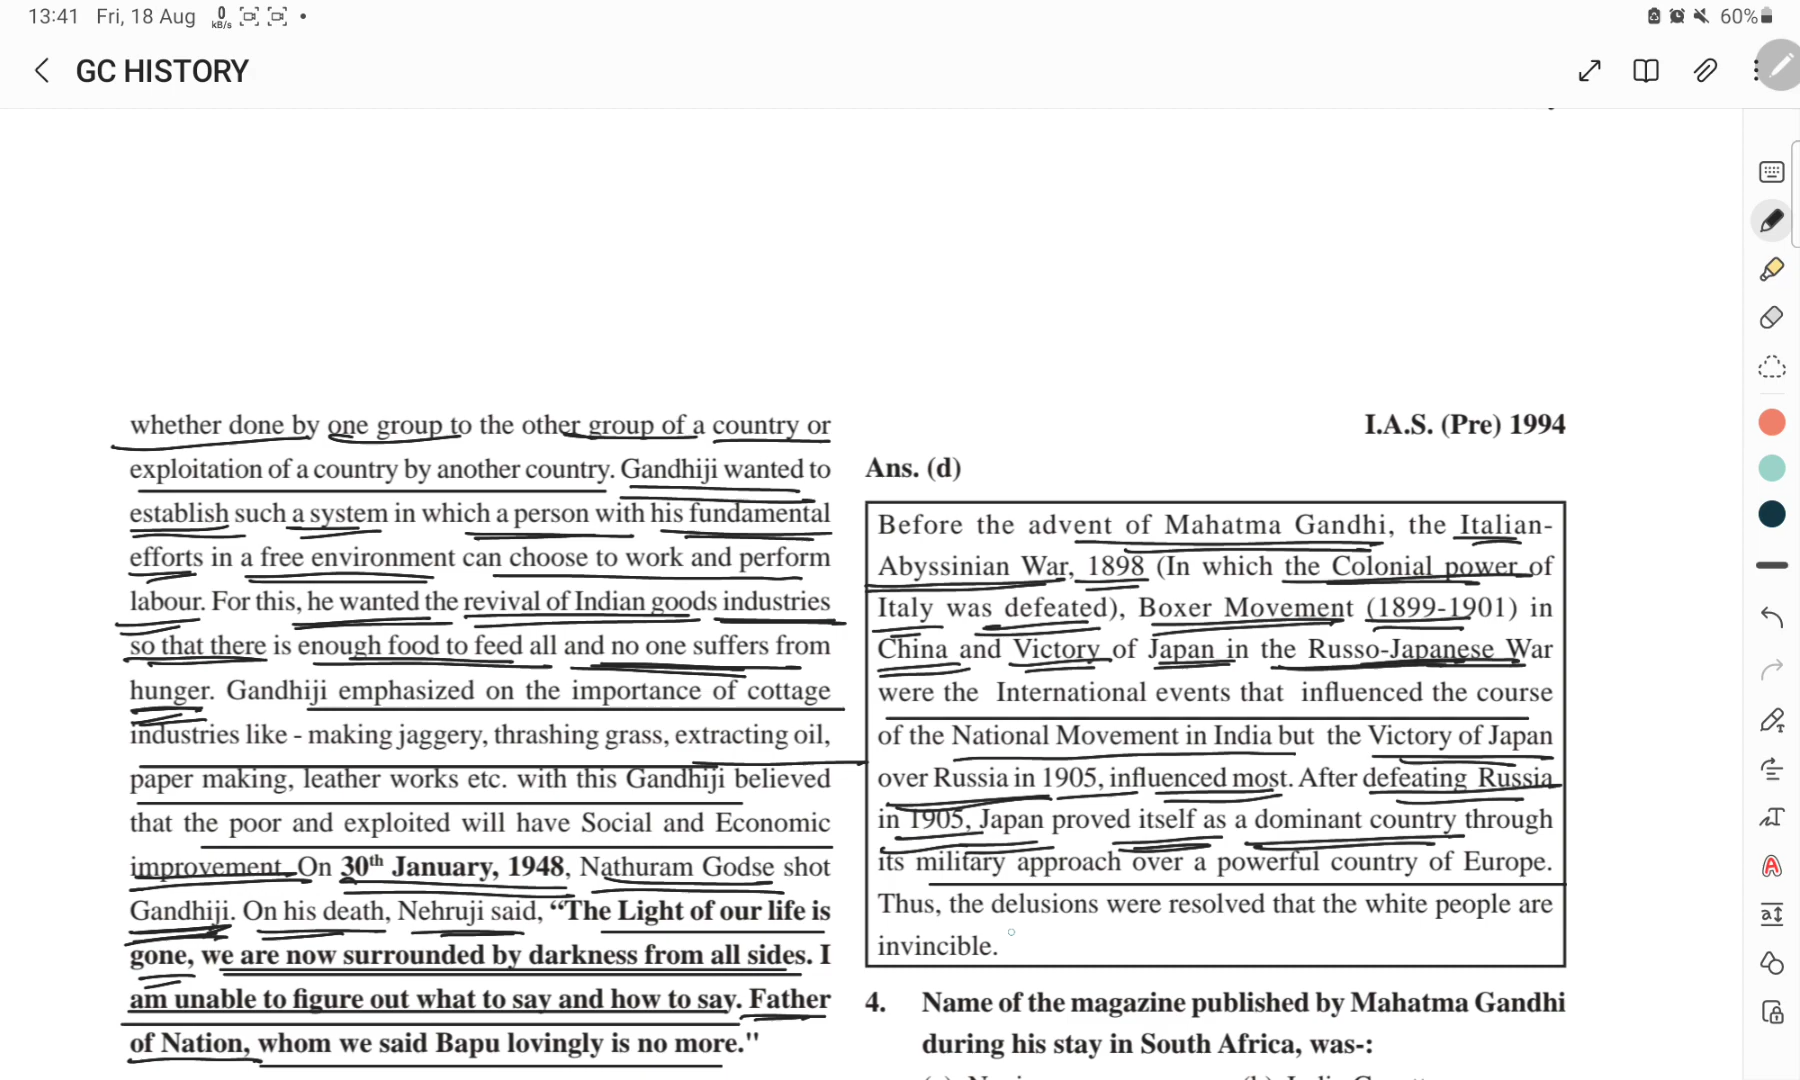 13:41 Fri, 18 Aug 0 kB/s
60%
GC HISTORY
whether done by one group to the other group of a country or
exploitation of a country by another country. Gandhiji wanted to
establish such a system in which a person with his fundamental
efforts in a free environment can choose to work and perform
labour. For this, he wanted the revival of Indian goods industries
so that there is enough food to feed all and no one suffers from
hunger. Gandhiji emphasized on the importance of cottage
industries like - making jaggery, thrashing grass, extracting oil,
paper making, leather works etc. with this Gandhiji believed
that the poor and exploited will have Social and Economic
improvement. On 30th January, 1948, Nathuram Godse shot
Gandhiji. On his death, Nehruji said, “The Light of our life is
gone, we are now surrounded by darkness from all sides. I
am unable to figure out what to say and how to say. Father
of Nation, whom we said Bapu lovingly is no more."
I.A.S. (Pre) 1994
Ans. (d)
Before the advent of Mahatma Gandhi, the Italian-
Abyssinian War, 1898 (In which the Colonial power of
Italy was defeated), Boxer Movement (1899-1901) in
China and Victory of Japan in the Russo-Japanese War
were the International events that influenced the course
of the National Movement in India but the Victory of Japan
over Russia in 1905, influenced most. After defeating Russia
in 1905, Japan proved itself as a dominant country through
its military approach over a powerful country of Europe.
Thus, the delusions were resolved that the white people are
invincible.
4. Name of the magazine published by Mahatma Gandhi
during his stay in South Africa, was-: